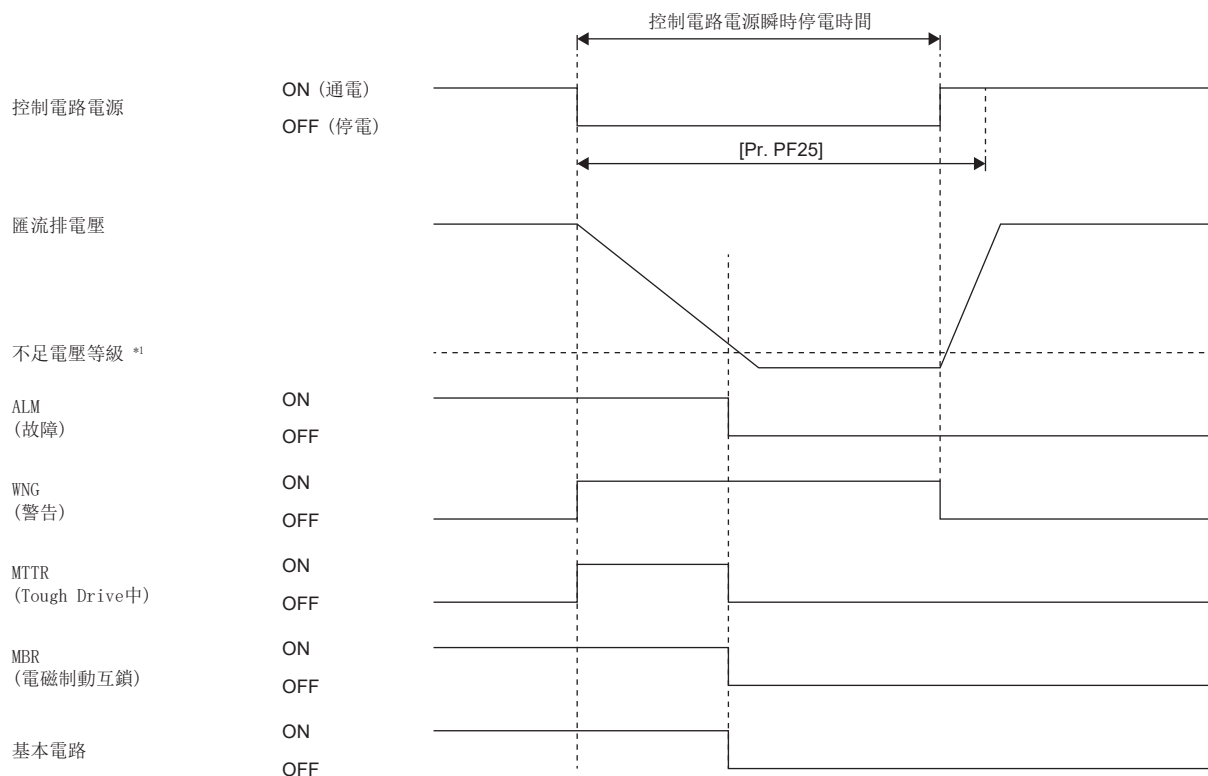 控制電路電源瞬時停電時間
控制電路電源
ON (通電)
OFF (停電)
[Pr. PF25]
匯流排電壓
不足電壓等級 *1
ALM
(故障)
ON
OFF
WNG
(警告)
ON
OFF
MTTR
(Tough Drive中)
ON
OFF
MBR
(電磁制動互鎖)
ON
OFF
基本電路
ON
OFF